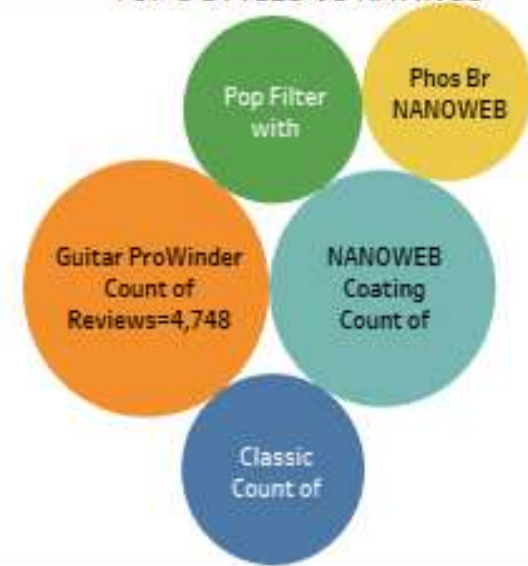 Pop Filter
with
Phos Br
NANOWEB
Guitar ProWinder
Count of
Reviews=4,748
NANOWEB
Coating
Count of
Classic
Count of